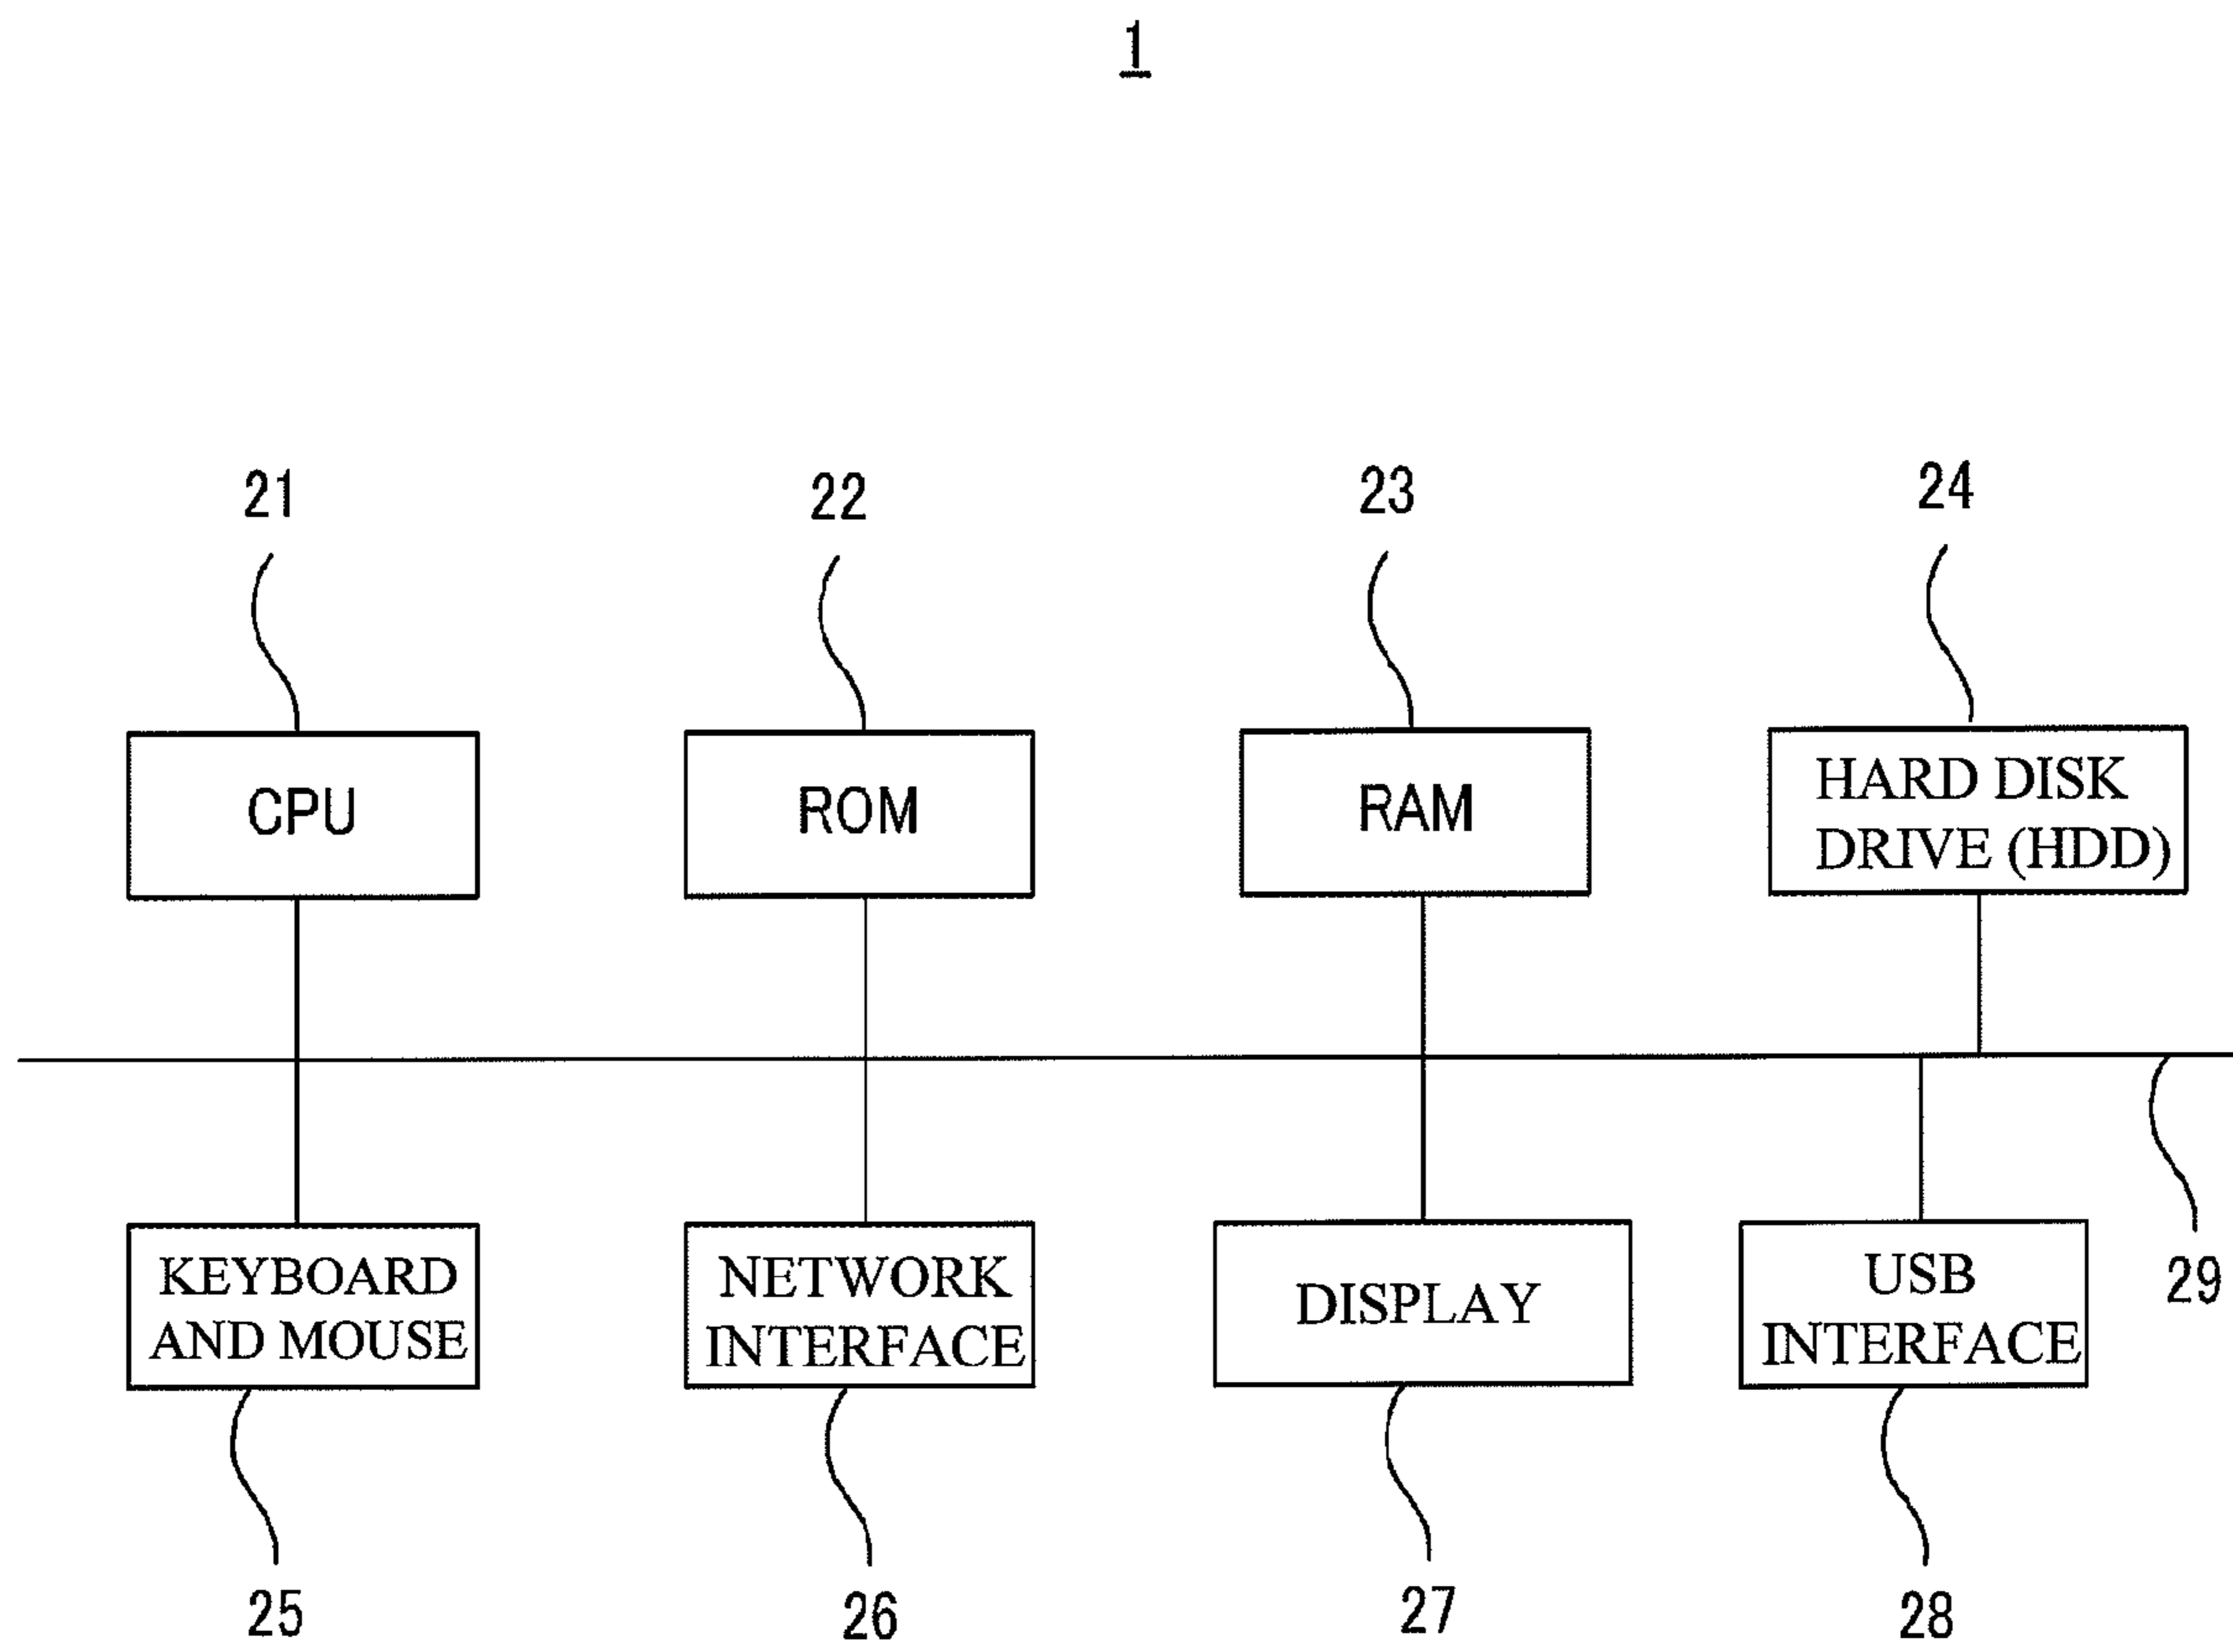 1
21
22
23
24
CPU
ROM
RAM
HARD DISK
DRIVE (HDD)
KEYBOARD
AND MOUSE
NETWORK
INTERFACE
DISPLAY
USB
INTERFACE
29
25
26
27
28